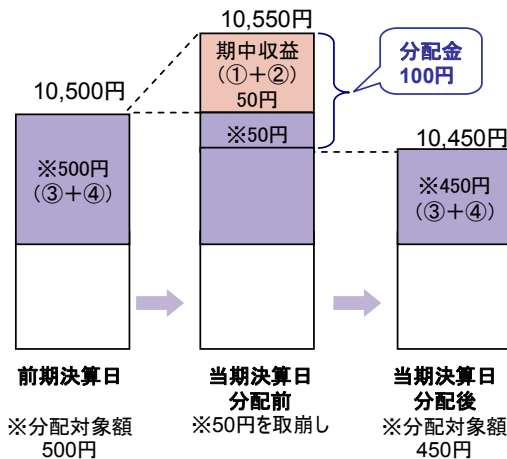 10,500円
※500円
(③+④)
前期決算日
※分配対象額
500円
10,550円
期中収益
(①+②)
50円
※50円
分配金
100円
当期決算日
分配前
※50円を取崩し
10,450円
※450円
(③+④)
当期決算日
分配後
※分配対象額
450円